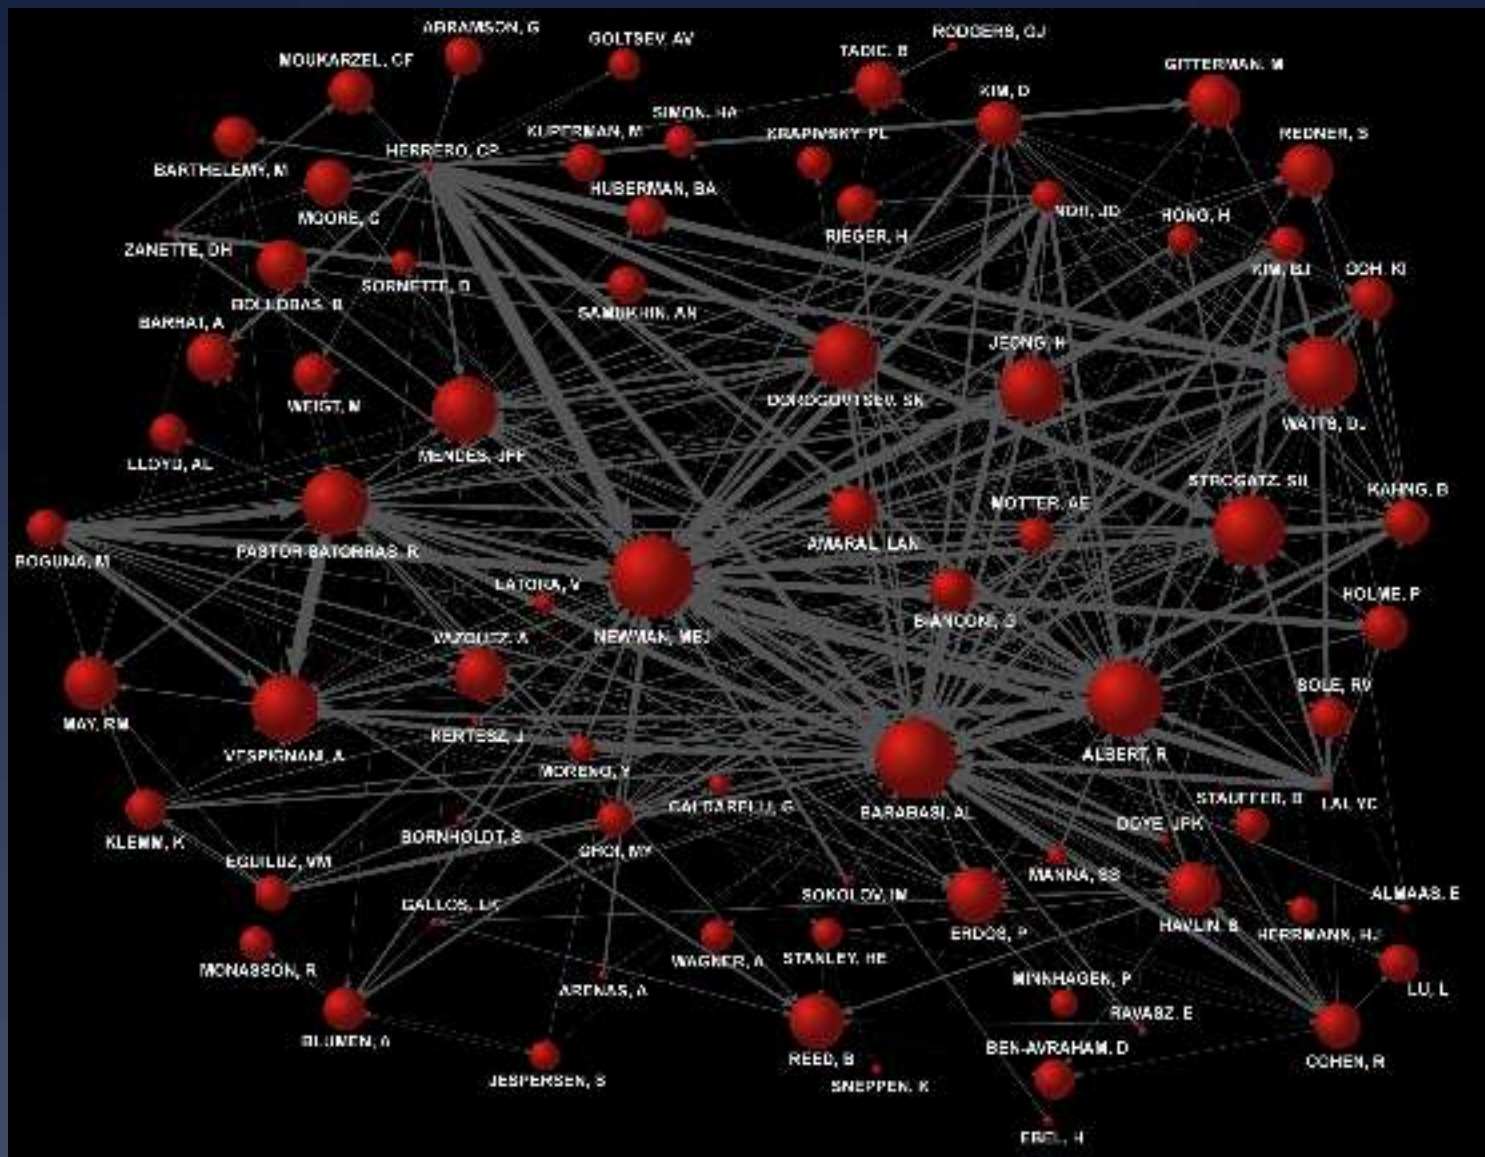 ABRAMSON, G
GOLTSEV, AV
RODGERS, GJ
TADIC, B
MOUKARZEL, CF
GITTERMAN, M
KIM, D
SIMON, HA
KUPERMAN, M
KRAPIVSKY, PL
REDNER, S
HERRERO, CP
BARTHELEMY, M
HUBERMAN, BA
MOORE, C
NOH, JD
HONG, H
RIEGER, H
ZANETTE, DH
KIM, BJ
GOH, KI
SORNETTE, D
BOLLOBAS, B
SAMUKHIN, AN
BARRAT, A
JEONG, H
DOROGOVTSEV, SN
WEIGT, M
WATTS, DJ
MENDES, JFF
LLOYD, AL
STROGATZ, SH
KAHNG, B
MOTTER, AE
AMARAL, LAN
PASTOR-SATORRAS, R
BOGUNA, M
LATORA, V
HOLME, P
BIANCONI, G
NEWMAN, MEJ
VAZQUEZ, A
SOLE, RV
MAY, RM
KERTESZ, J
VESPIGNANI, A
ALBERT, R
MORENO, Y
STAUFFER, D
LAI, YC
CALDARELLI, G
BARABASI, AL
DOYE, JPK
BORNHOLDT, S
KLEMM, K
CHOI, MY
EGUILUZ, VM
MANNA, SS
SOKOLOV, IM
ALMAAS, E
GALLOS, LK
HAVLIN, S
ERDOS, P
HERRMANN, HJ
STANLEY, HE
WAGNER, A
MONASSON, R
MINNHAGEN, P
ARENAS, A
LU, L
RAVASZ, E
BLUMEN, A
BEN-AVRAHAM, D
REED, B
COHEN, R
JESPERSEN, S
SNEPPEN, K
EBEL, H